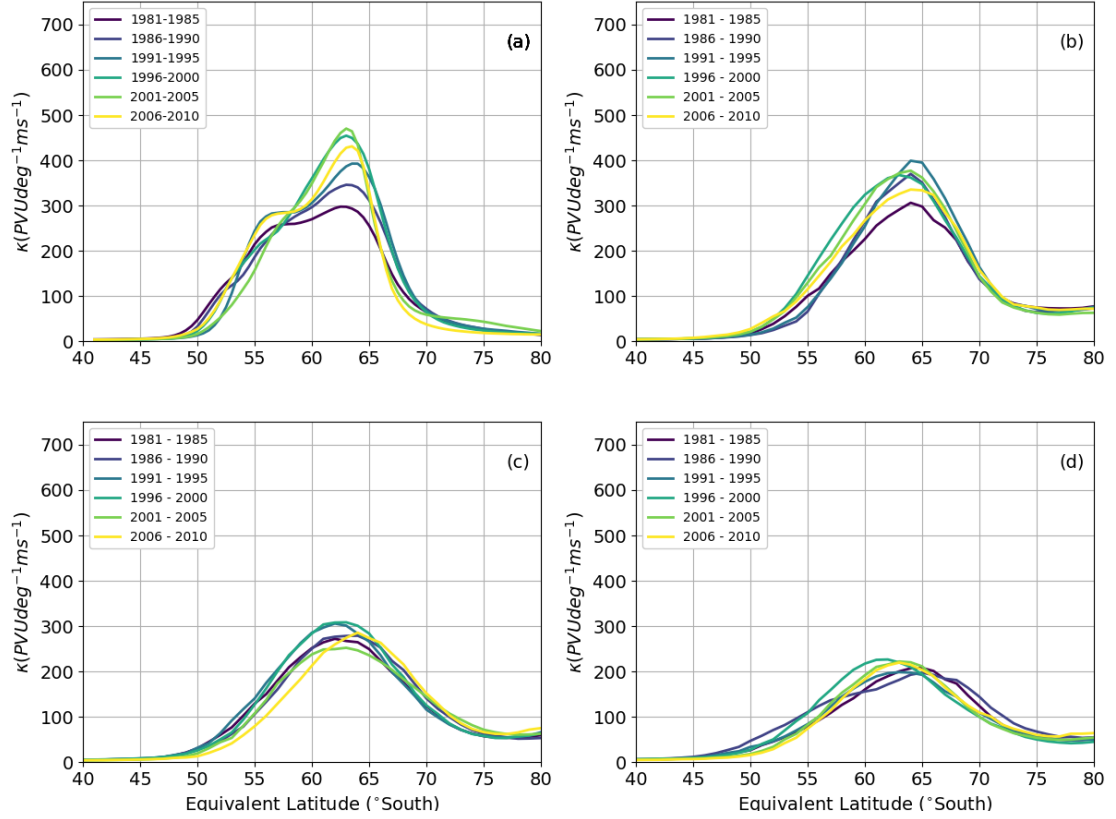 κ(PVUdeg⁻¹ms⁻¹)
700
600
500
400
300
200
100
0
1981-1985
1986-1990
1991-1995
1996-2000
2001-2005
2006-2010
(a)
40 45 50 55 60 65 70 75 80
κ(PVUdeg⁻¹ms⁻¹)
700
600
500
400
300
200
100
0
1981 - 1985
1986 - 1990
1991 - 1995
1996 - 2000
2001 - 2005
2006 - 2010
(b)
40 45 50 55 60 65 70 75 80
κ(PVUdeg⁻¹ms⁻¹)
700
600
500
400
300
200
100
0
1981 - 1985
1986 - 1990
1991 - 1995
1996 - 2000
2001 - 2005
2006 - 2010
(c)
40 45 50 55 60 65 70 75 80
Equivalent Latitude (°South)
κ(PVUdeg⁻¹ms⁻¹)
700
600
500
400
300
200
100
0
1981 - 1985
1986 - 1990
1991 - 1995
1996 - 2000
2001 - 2005
2006 - 2010
(d)
40 45 50 55 60 65 70 75 80
Equivalent Latitude (°South)